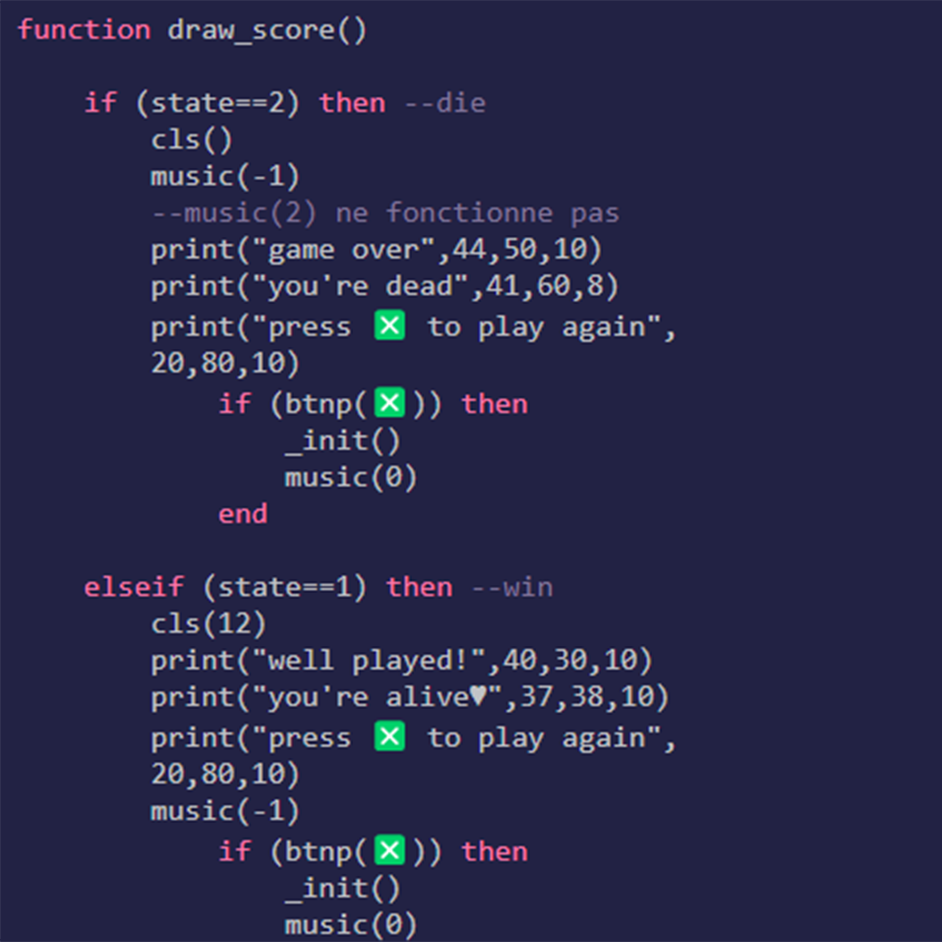 function draw_score()
if (state==2) then --die
cls()
music(-1)
--music(2) ne fonctionne pas
print("game over",44,50,10)
print("you're dead",41,60,8)
print("press ❎ to play again",
20,80,10)
if (btnp(❎)) then
_init()
music(0)
end
elseif (state==1) then --win
cls(12)
print("well played!",40,30,10)
print("you're alive♥",37,38,10)
print("press ❎ to play again",
20,80,10)
music(-1)
if (btnp(❎)) then
_init()
music(0)